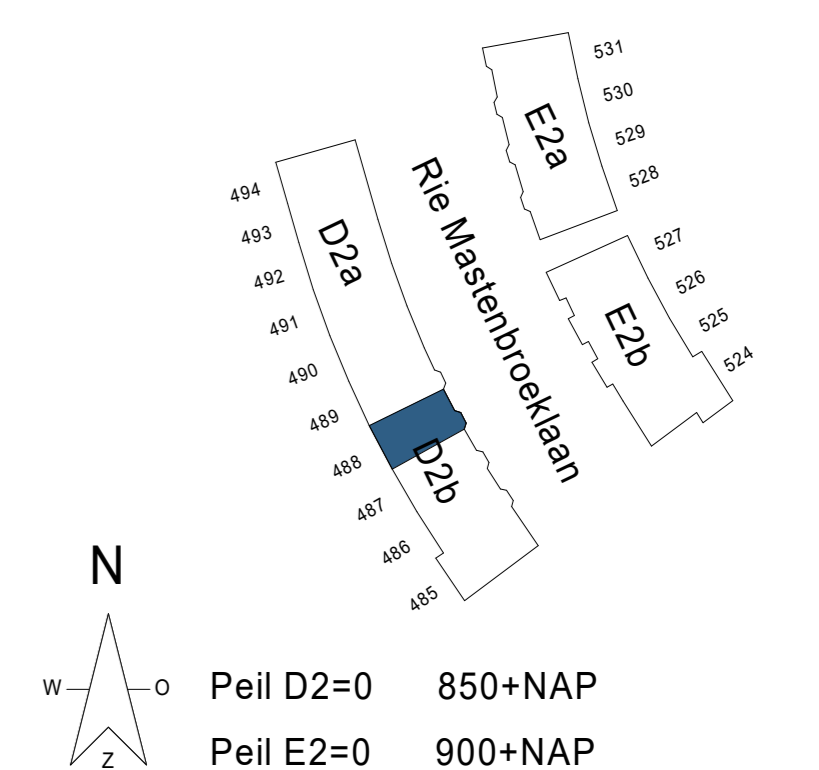 531
530
529
528
E2a
Rie Mastenbroeklaan
494
493
492
491
490
489
488
487
486
485
D2a
D2b
527
526
525
524
E2b
N
W
O
Z
Peil D2=0 850+NAP
Peil E2=0 900+NAP